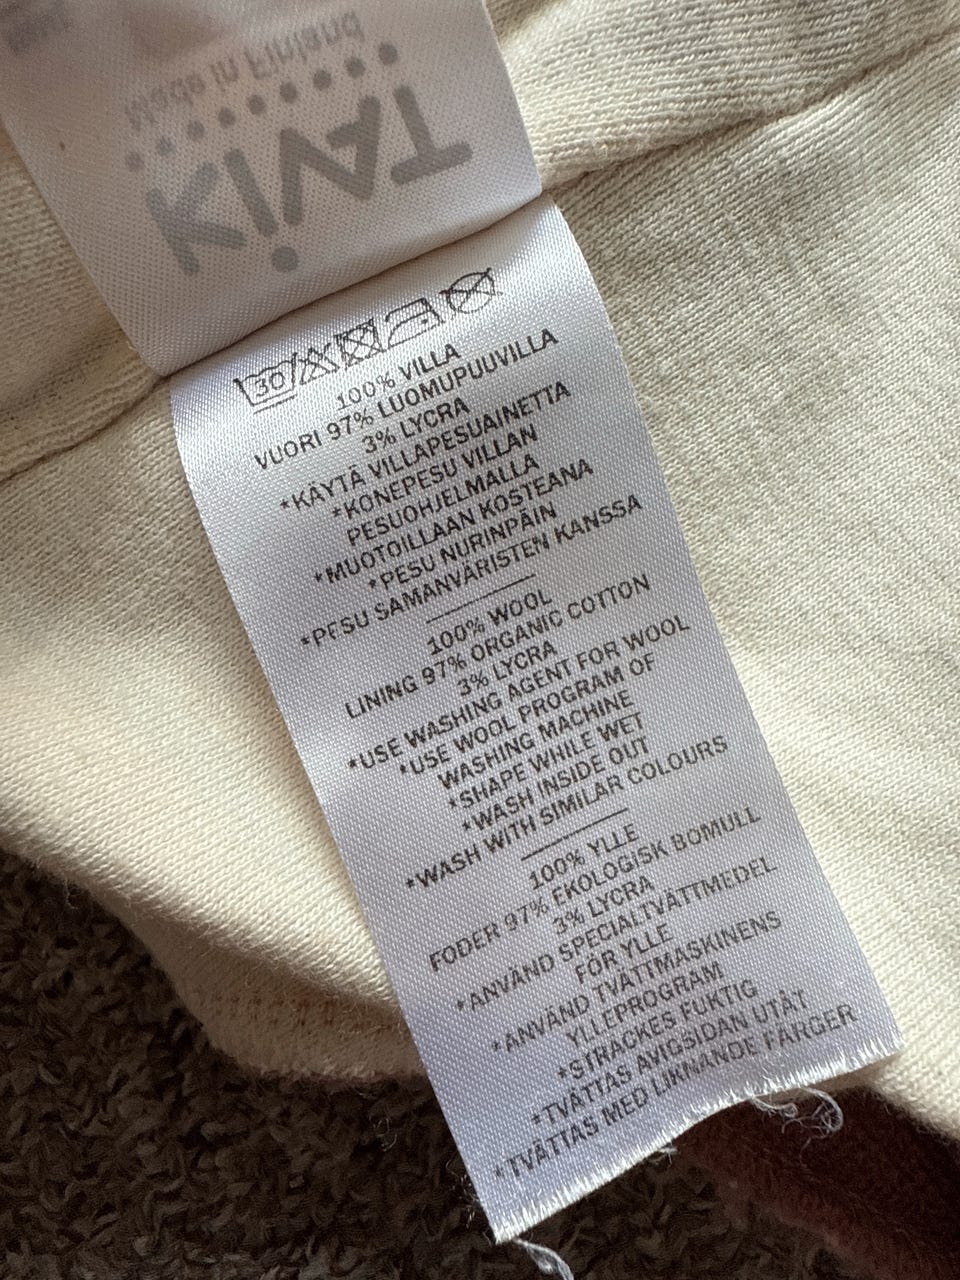 Made in Finland
TAVIK
30
100% VILLA
VUORI 97% LUOMUPUUVILLA
3% LYCRA
*KÄYTÄ VILLAPESUAINETTA
*KONEPESU VILLAN
PESUOHJELMALLA
*MUOTOILLAAN KOSTEANA
*PESU NURINPÄIN
*PESU SAMANVÄRISTEN KANSSA
100% WOOL
LINING 97% ORGANIC COTTON
3% LYCRA
*USE WASHING AGENT FOR WOOL
*USE WOOL PROGRAM OF
WASHING MACHINE
*SHAPE WHILE WET
*WASH INSIDE OUT
*WASH WITH SIMILAR COLOURS
100% YLLE
FODER 97% EKOLOGISK BOMULL
3% LYCRA
*ANVÄND SPECIALTVÄTTMEDEL
FÖR YLLE
*ANVÄND TVÄTTMASKINENS
YLLEPROGRAM
*STRÄCKES FUKTIG
*TVÄTTAS AVIGSIDAN UTÅT
*TVÄTTAS MED LIKNANDE FÄRGER